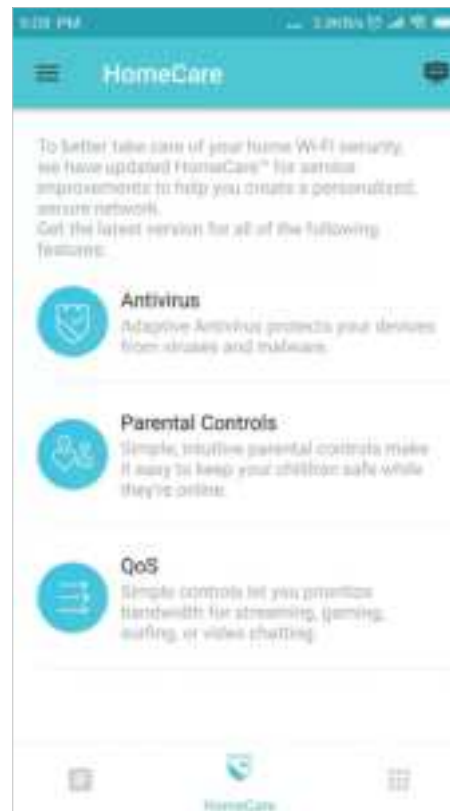 HomeCare
To better take care of your home Wi-Fi security,
we have updated HomeCare™ for service
improvements to help you create a personalized,
secure network.
Get the latest version for all of the following
features:
Antivirus
Adaptive Antivirus protects your devices
from viruses and malware.
Parental Controls
Simple, intuitive parental controls make
it easy to keep your children safe while
they're online.
QoS
Simple controls let you prioritize
bandwidth for streaming, gaming,
surfing, or video chatting.
HomeCare